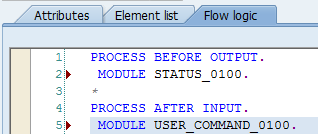 Attributes Element list Flow logic
1 PROCESS BEFORE OUTPUT.
2 MODULE STATUS_0100.
3 *
4 PROCESS AFTER INPUT.
5 MODULE USER_COMMAND_0100.